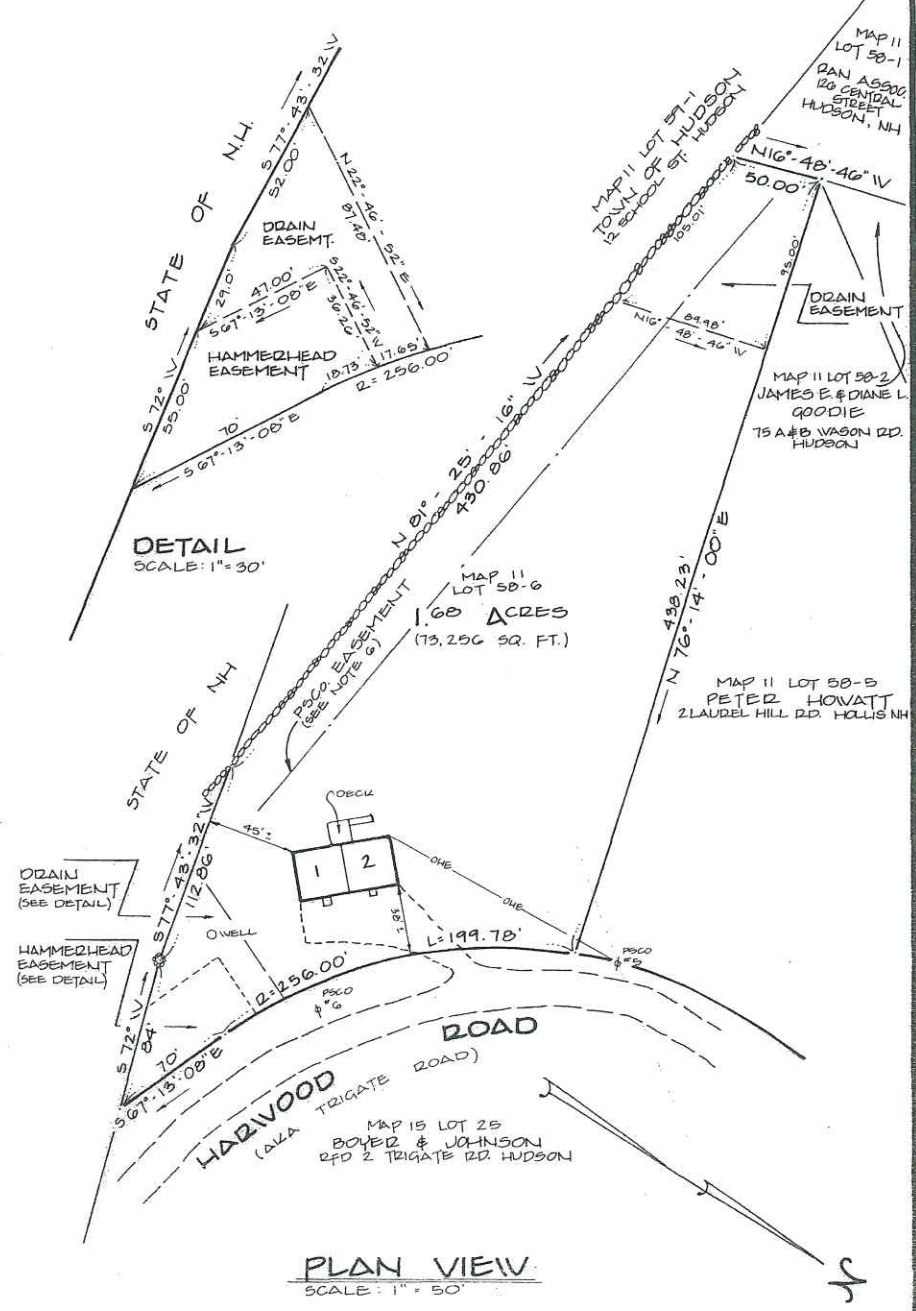 STATE OF N.H.
S 77°-43'-32" W
52.00'
N 22°-46'-52" E
87.48'
DRAIN
EASEMT.
29.0'
47.00'
S67°-13'-08"E
S22°-46'-52"W
36.26'
HAMMERHEAD
EASEMENT
18.73'
17.65'
R = 256.00'
S 72° W
55.00'
70'
S 67°-13'-08"E
DETAIL
SCALE: 1" = 30'
MAP 11
LOT 58-1
RAN ASSOC.
126 CENTRAL
STREET
HUDSON, NH
MAP 11 LOT 59-1
TOWN OF HUDSON
12 SCHOOL ST. HUDSON
N16°-48'-46" W
50.00'
105.01'
95.00'
DRAIN
EASEMENT
89.98'
N16°-48'-46" W
MAP 11 LOT 58-2
JAMES E. & DIANE L.
GOODIE
75 A & B WASON RD.
HUDSON
N 81° - 25' - 16" W
430.86'
MAP 11
LOT 58-6
1.68 ACRES
(73,256 SQ. FT.)
PSCO. EASEMENT
(SEE NOTE 6)
438.23'
N 76°-14'-00"E
MAP 11 LOT 58-5
PETER HOWATT
2 LAUREL HILL RD. HOLLIS NH
STATE OF NH
S 77°-43'-32" W
112.86'
45'±
DECK
1
2
OHE
OHE
38'±
DRAIN
EASEMENT
(SEE DETAIL)
WELL
HAMMERHEAD
EASEMENT
(SEE DETAIL)
L=199.78'
R=256.00'
PSCO
#5
PSCO
#6
S 72° W
84'
70'
S 67°-13'-08"E
HARWOOD ROAD
(AKA TRIGATE ROAD)
MAP 15 LOT 25
BOYER & JOHNSON
RFD 2 TRIGATE RD. HUDSON
N
PLAN VIEW
SCALE: 1" = 50'